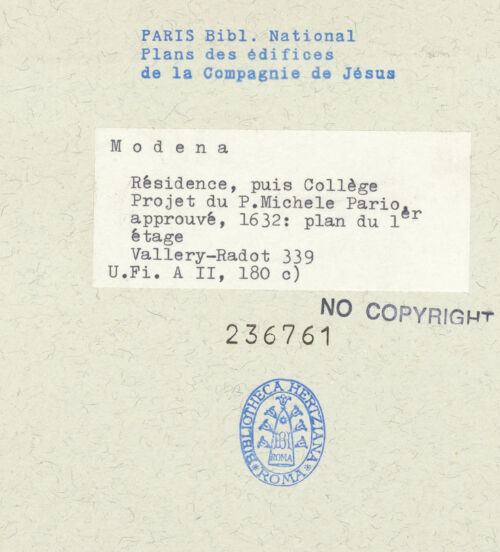 PARIS Bibl. National
Plans des édifices
de la Compagnie de Jésus
Modena
Résidence, puis Collège
Projet du P.Michele Pario,
approuvé, 1632: plan du 1er
étage
Vallery-Radot 339
U.Fi. A II, 180 c)
NO COPYRIGHT
236761
BIBLIOTHECA HERTZIANA
ROMA
ROMA